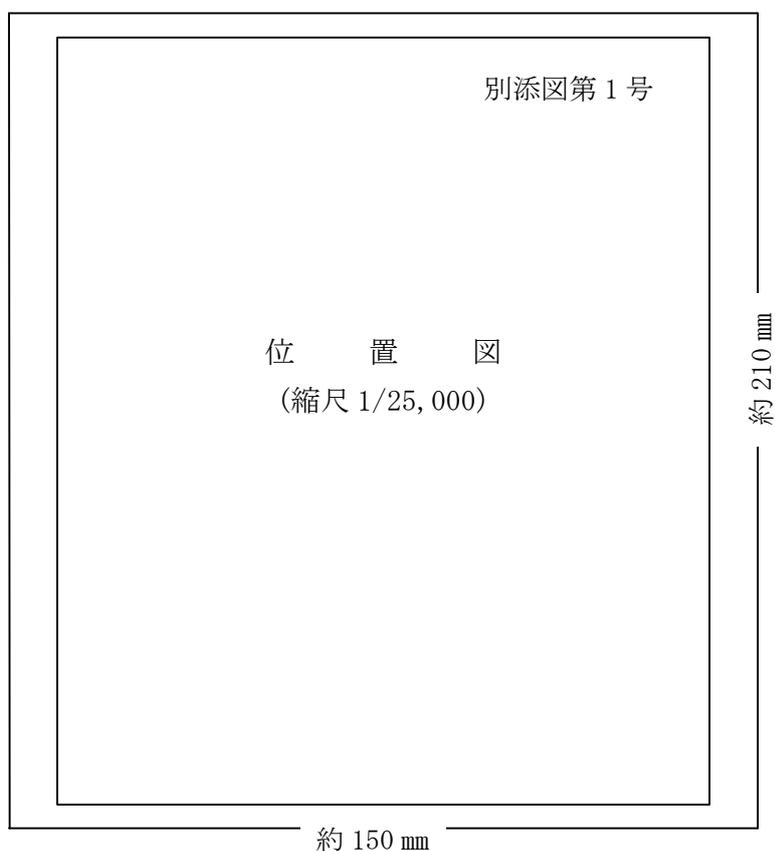 別添図第1号
位 置 図
(縮尺 1/25,000)
約 210 ㎜
約 150 ㎜